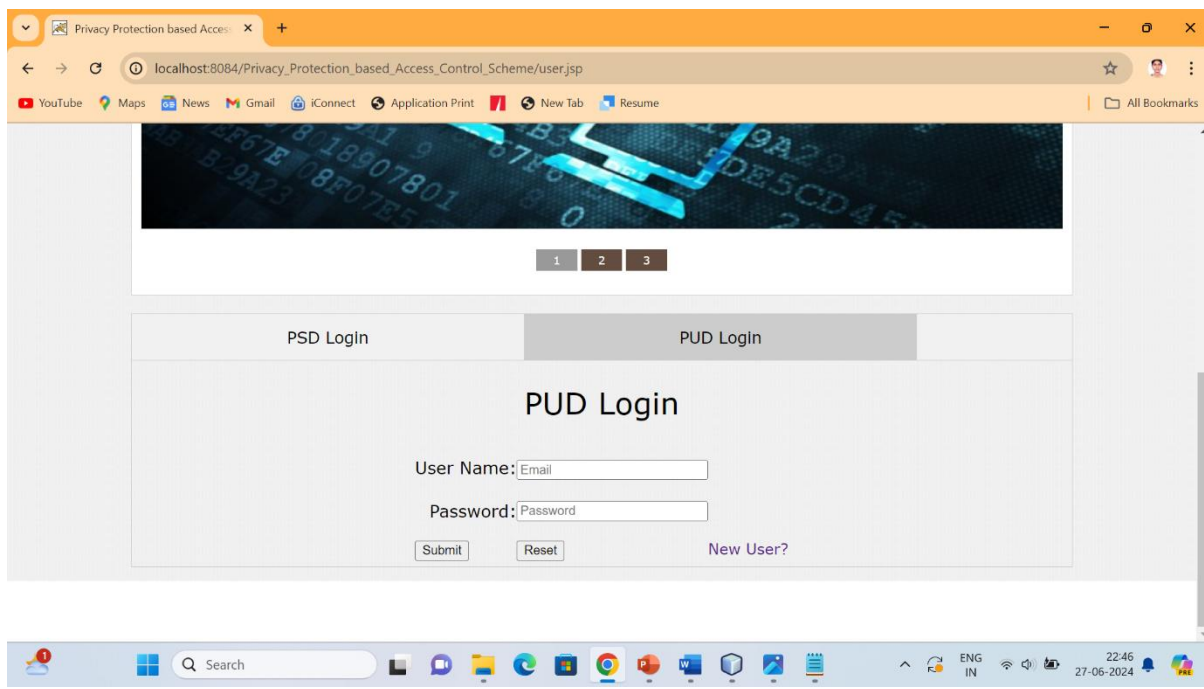 Privacy Protection based Acces
localhost:8084/Privacy_Protection_based_Access_Control_Scheme/user.jsp
YouTube Maps News Gmail iConnect Application Print New Tab Resume All Bookmarks
1 2 3
PSD Login PUD Login
PUD Login
User Name: Email
Password: Password
Submit Reset New User?
1 Search ENG 22:46
IN 27-06-2024 PRE